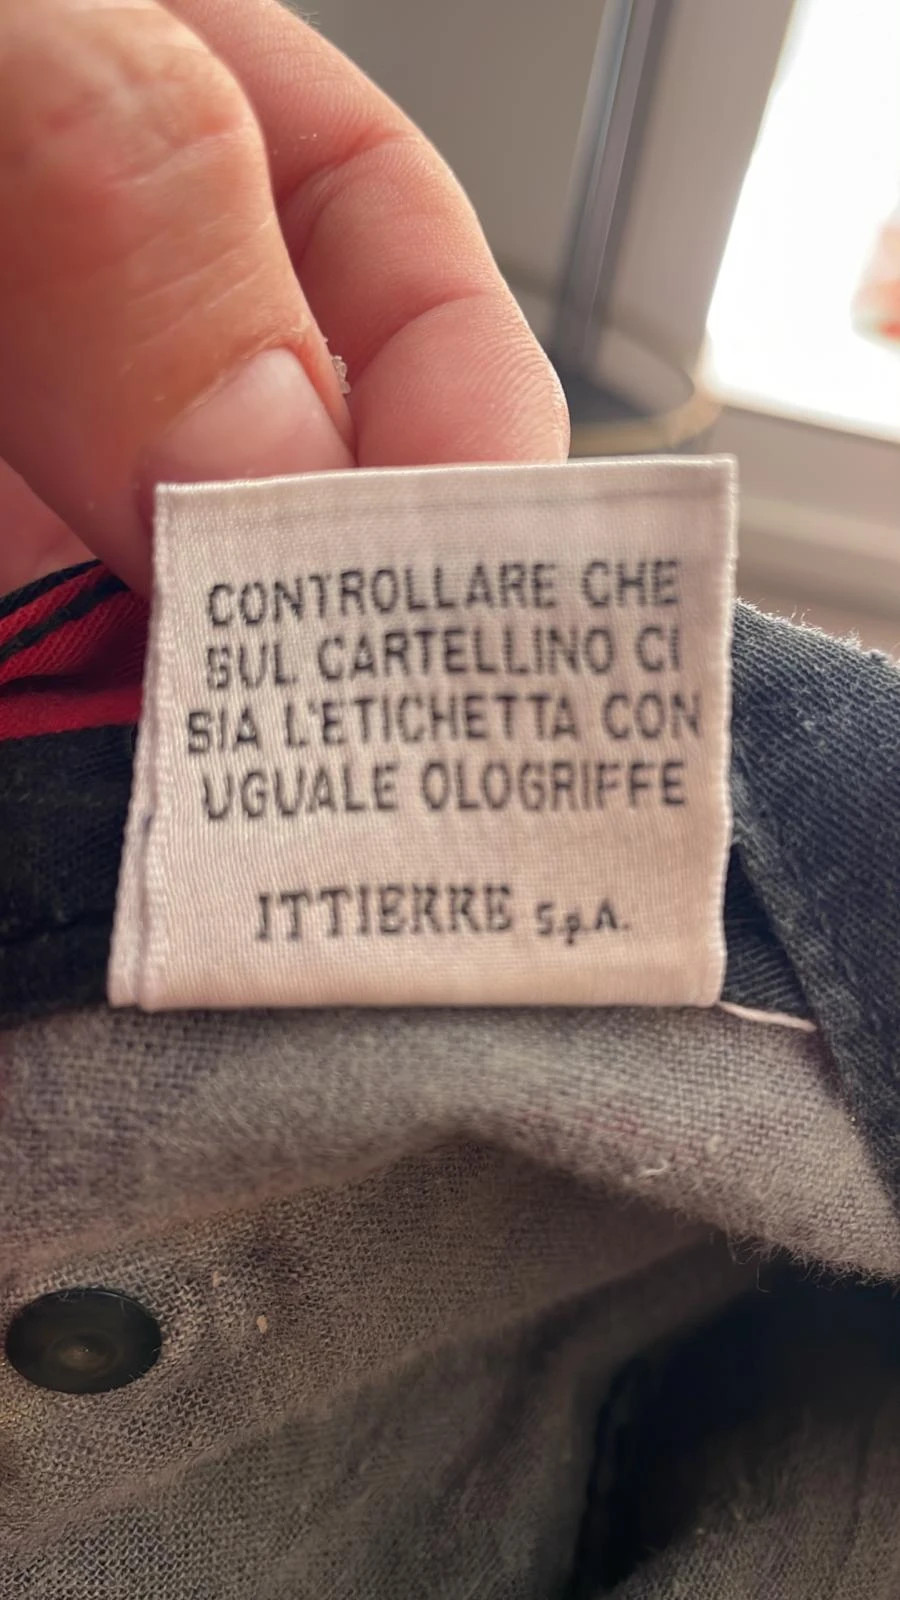 CONTROLLARE CHE
SUL CARTELLINO CI
SIA L'ETICHETTA CON
UGUALE OLOGRIFFE
ITTIERRE S.p.A.